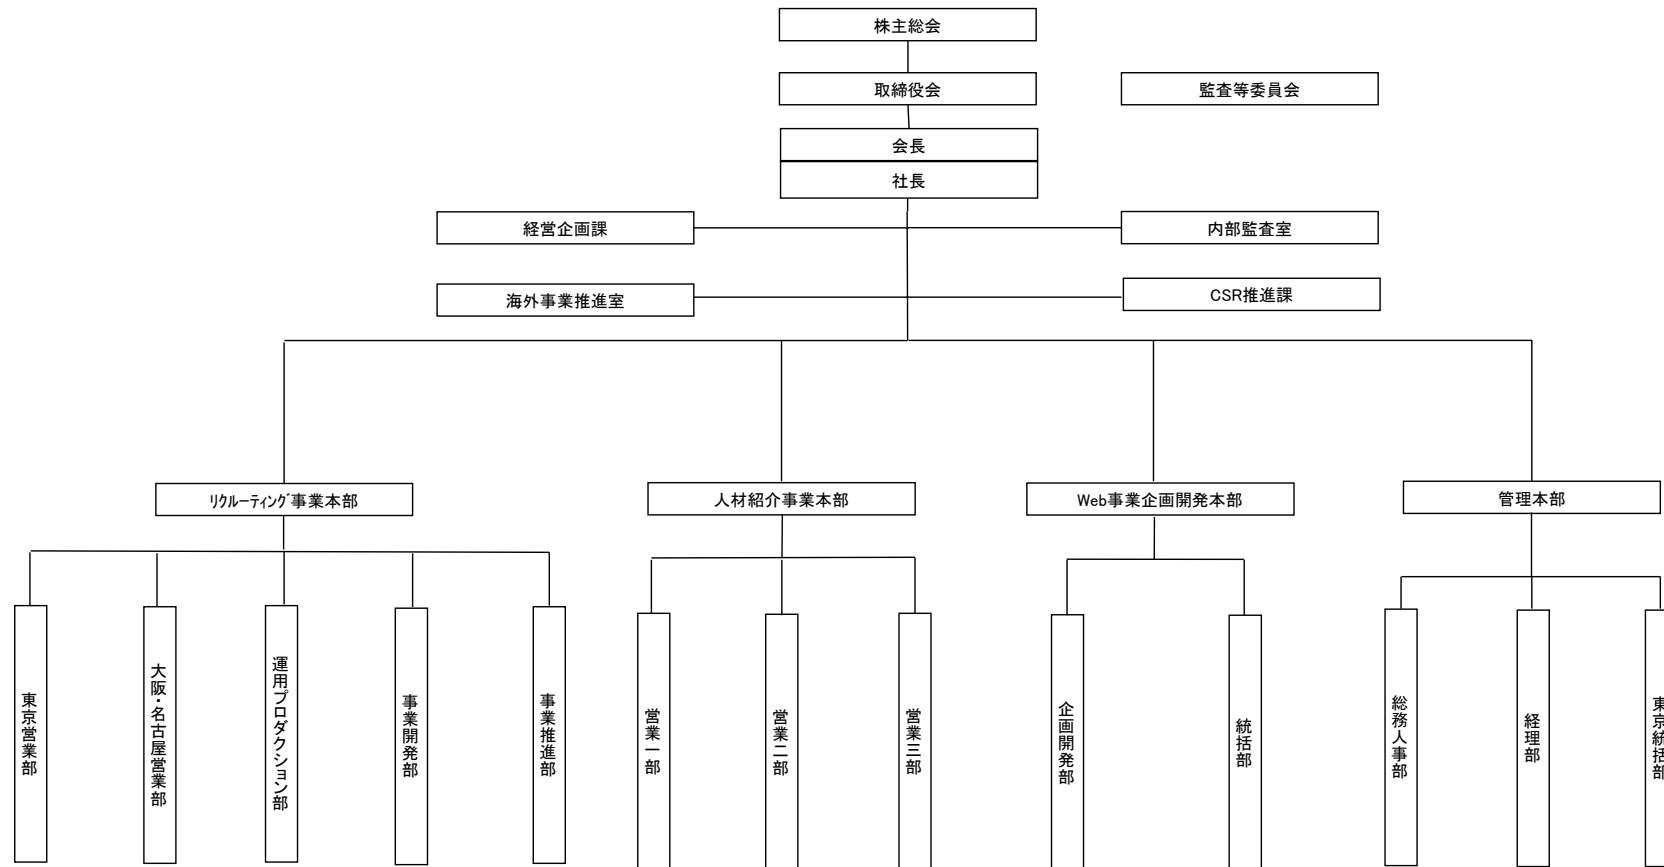 株主総会
取締役会
監査等委員会
会長
社長
経営企画課
内部監査室
海外事業推進室
CSR推進課
ﾘｸﾙｰﾃｨﾝｸﾞ事業本部
人材紹介事業本部
Web事業企画開発本部
管理本部
東京営業部
大阪・名古屋営業部
運用プロダクション部
事業開発部
事業推進部
営業一部
営業二部
営業三部
企画開発部
統括部
総務人事部
経理部
東京統括部